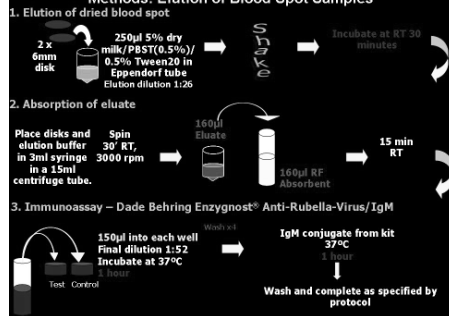 Methods: Elution of Blood Spot Samples
1. Elution of dried blood spot
2 x
6mm
disk
250µl 5% dry
milk/PBST(0.5%)/
0.5% Tween20 in
Eppendorf tube
Elution dilution 1:26
Shake
Incubate at RT 30
minutes
2. Absorption of eluate
Place disks and
elution buffer
in 3ml syringe
in a 15ml
centrifuge tube.
Spin
30’ RT,
3000 rpm
160µl
Eluate
160µl RF
Absorbent
15 min
RT
3. Immunoassay – Dade Behring Enzygnost® Anti-Rubella-Virus/IgM
Test Control
150µl into each well
Final dilution 1:52
Incubate at 37ºC
1 hour
Wash x4
IgM conjugate from kit
37ºC
1 hour
Wash and complete as specified by
protocol